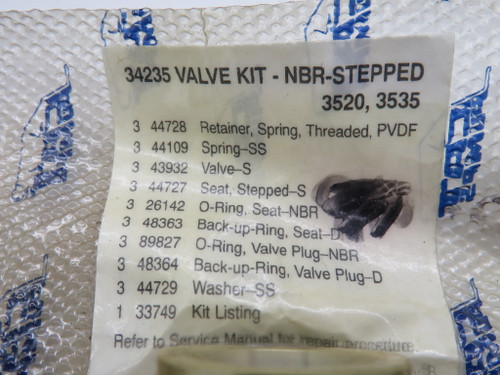 34235 VALVE KIT - NBR-STEPPED
3520, 3535
3 44728 Retainer, Spring, Threaded, PVDF
3 44109 Spring-SS
3 43932 Valve-S
3 44727 Seat, Stepped-S
3 26142 O-Ring, Seat-NBR
3 48363 Back-up-Ring, Seat-D
3 89827 O-Ring, Valve Plug-NBR
3 48364 Back-up-Ring, Valve Plug-D
3 44729 Washer-SS
1 33749 Kit Listing
Refer to Service Manual for repair procedure.